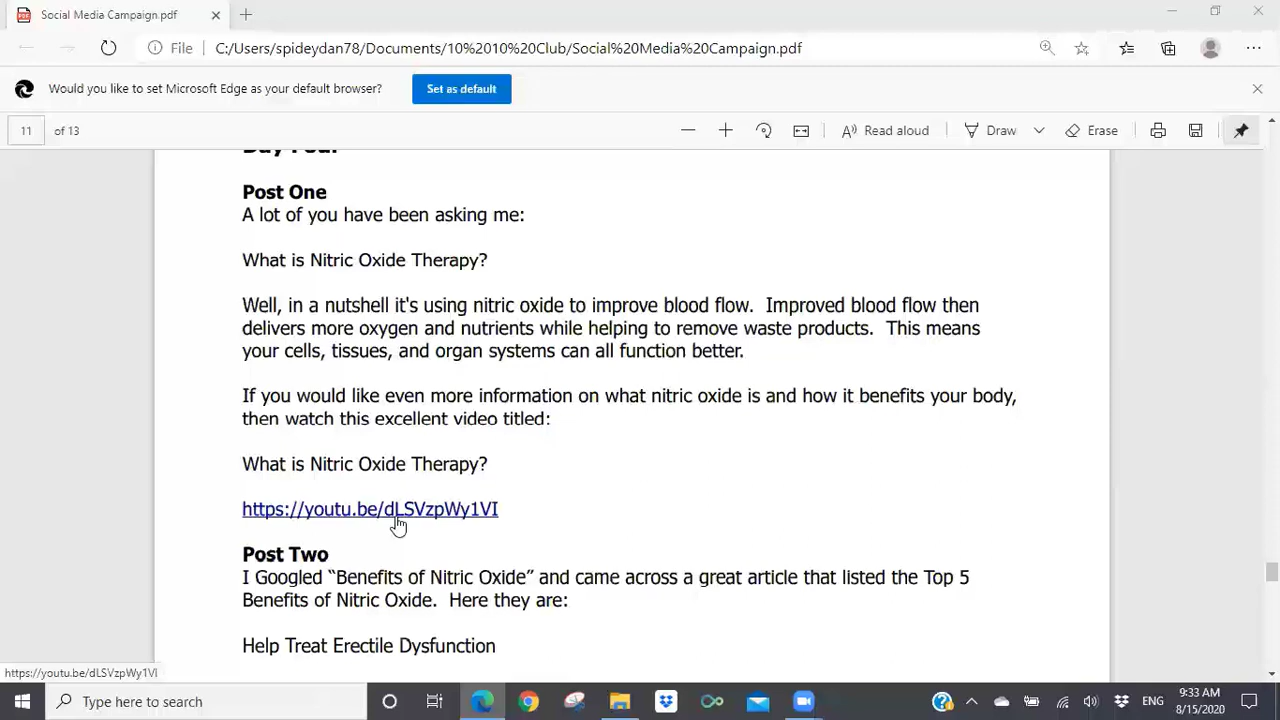 Social Media Campaign.pdf
File C:/Users/spideydan78/Documents/10%2010%20Club/Social%20Media%20Campaign.pdf
Would you like to set Microsoft Edge as your default browser? Set as default
11 of 13 Read aloud Draw Erase
Day Four
Post One
A lot of you have been asking me:
What is Nitric Oxide Therapy?
Well, in a nutshell it's using nitric oxide to improve blood flow. Improved blood flow then
delivers more oxygen and nutrients while helping to remove waste products. This means
your cells, tissues, and organ systems can all function better.
If you would like even more information on what nitric oxide is and how it benefits your body,
then watch this excellent video titled:
What is Nitric Oxide Therapy?
https://youtu.be/dLSVzpWy1VI
Post Two
I Googled “Benefits of Nitric Oxide” and came across a great article that listed the Top 5
Benefits of Nitric Oxide. Here they are:
Help Treat Erectile Dysfunction
https://youtu.be/dLSVzpWy1VI
Type here to search
ENG
9:33 AM
8/15/2020